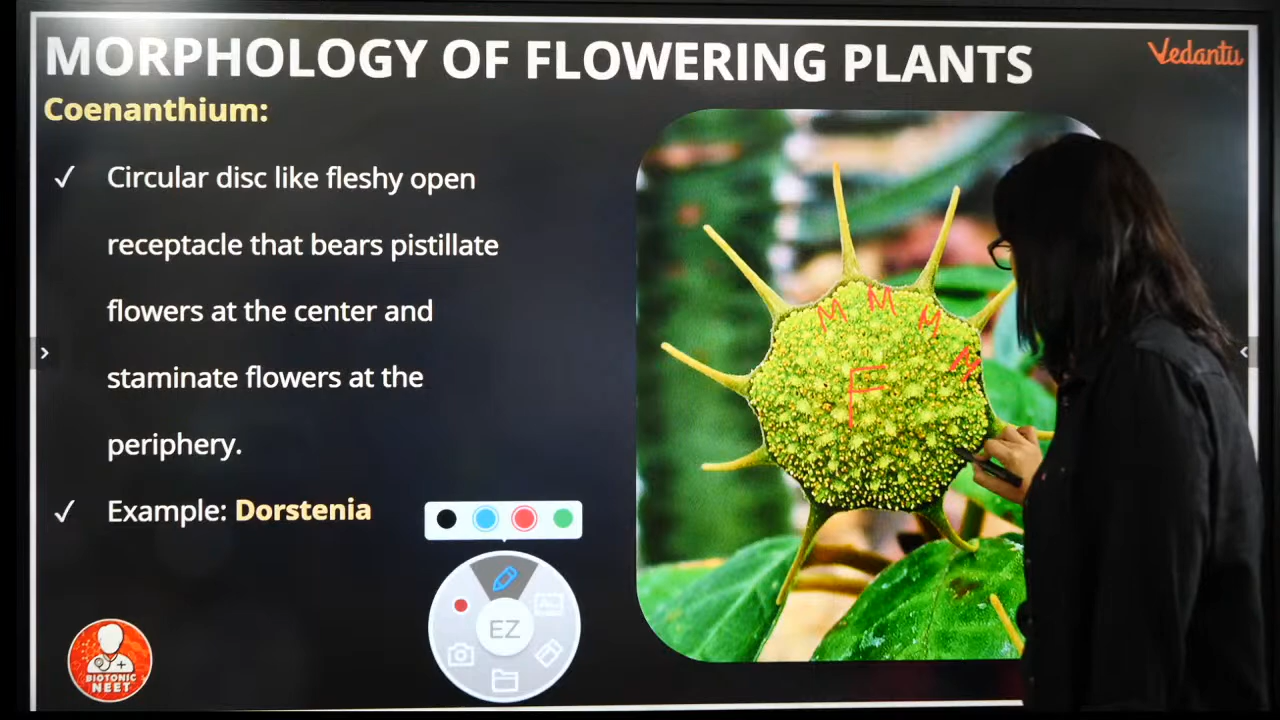 MORPHOLOGY OF FLOWERING PLANTS
Vedantu
Coenanthium:
✓ Circular disc like fleshy open
receptacle that bears pistillate
flowers at the center and
staminate flowers at the
periphery.
✓ Example: Dorstenia
M M M M
F
EZ
BIOTONIC
NEET